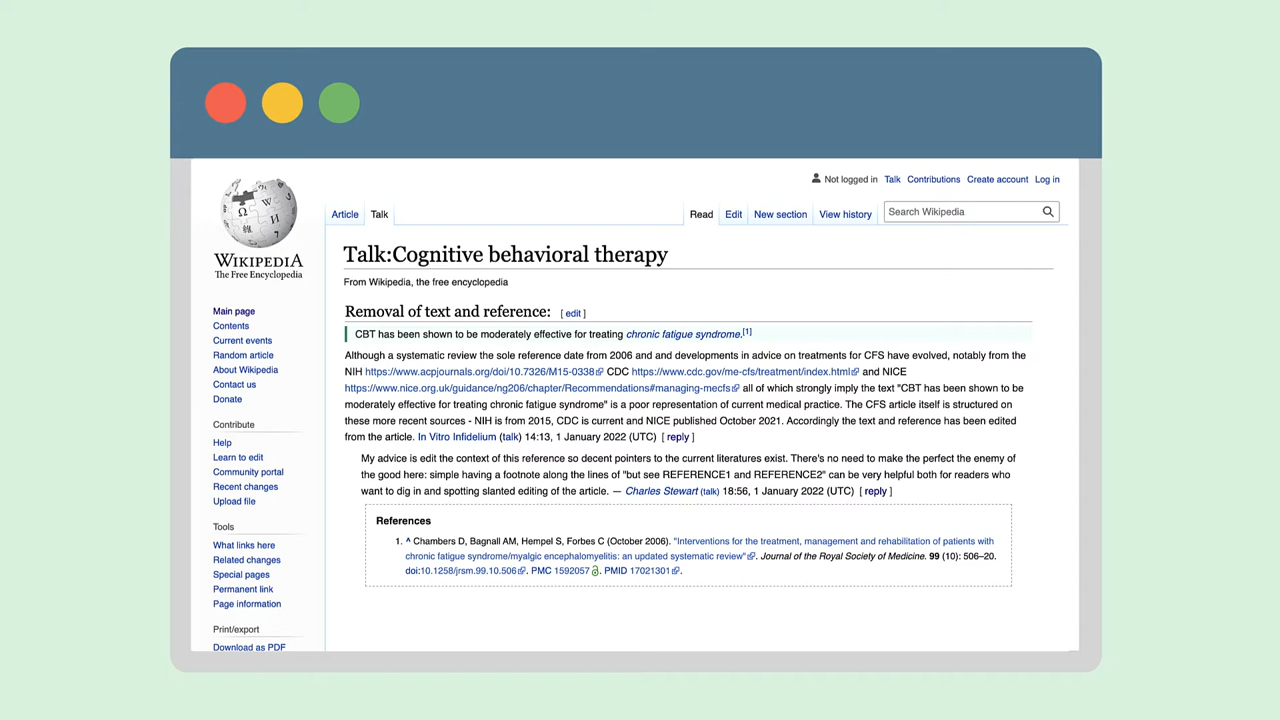 Not logged in Talk Contributions Create account Log in
Article Talk Read Edit New section View history Search Wikipedia
WIKIPEDIA
The Free Encyclopedia
Main page
Contents
Current events
Random article
About Wikipedia
Contact us
Donate
Contribute
Help
Learn to edit
Community portal
Recent changes
Upload file
Tools
What links here
Related changes
Special pages
Permanent link
Page information
Print/export
Download as PDF
Talk:Cognitive behavioral therapy
From Wikipedia, the free encyclopedia
Removal of text and reference: [ edit ]
CBT has been shown to be moderately effective for treating chronic fatigue syndrome.[1]
Although a systematic review the sole reference date from 2006 and and developments in advice on treatments for CFS have evolved, notably from the
NIH https://www.acpjournals.org/doi/10.7326/M15-0338 CDC https://www.cdc.gov/me-cfs/treatment/index.html and NICE
https://www.nice.org.uk/guidance/ng206/chapter/Recommendations#managing-mecfs all of which strongly imply the text "CBT has been shown to be
moderately effective for treating chronic fatigue syndrome" is a poor representation of current medical practice. The CFS article itself is structured on
these more recent sources - NIH is from 2015, CDC is current and NICE published October 2021. Accordingly the text and reference has been edited
from the article. In Vitro Infidelium (talk) 14:13, 1 January 2022 (UTC) [ reply ]
My advice is edit the context of this reference so decent pointers to the current literatures exist. There's no need to make the perfect the enemy of
the good here: simple having a footnote along the lines of "but see REFERENCE1 and REFERENCE2" can be very helpful both for readers who
want to dig in and spotting slanted editing of the article. — Charles Stewart (talk) 18:56, 1 January 2022 (UTC) [ reply ]
References
1. ^ Chambers D, Bagnall AM, Hempel S, Forbes C (October 2006). "Interventions for the treatment, management and rehabilitation of patients with
chronic fatigue syndrome/myalgic encephalomyelitis: an updated systematic review". Journal of the Royal Society of Medicine. 99 (10): 506–20.
doi:10.1258/jrsm.99.10.506. PMC 1592057. PMID 17021301.